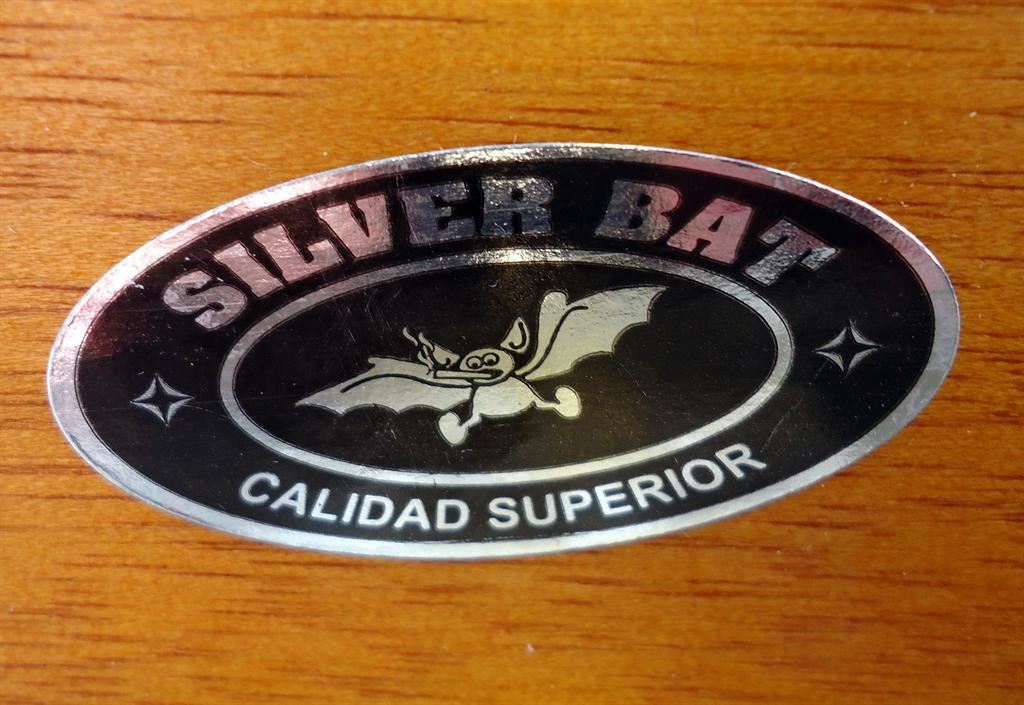 SILVER BAT
CALIDAD SUPERIOR